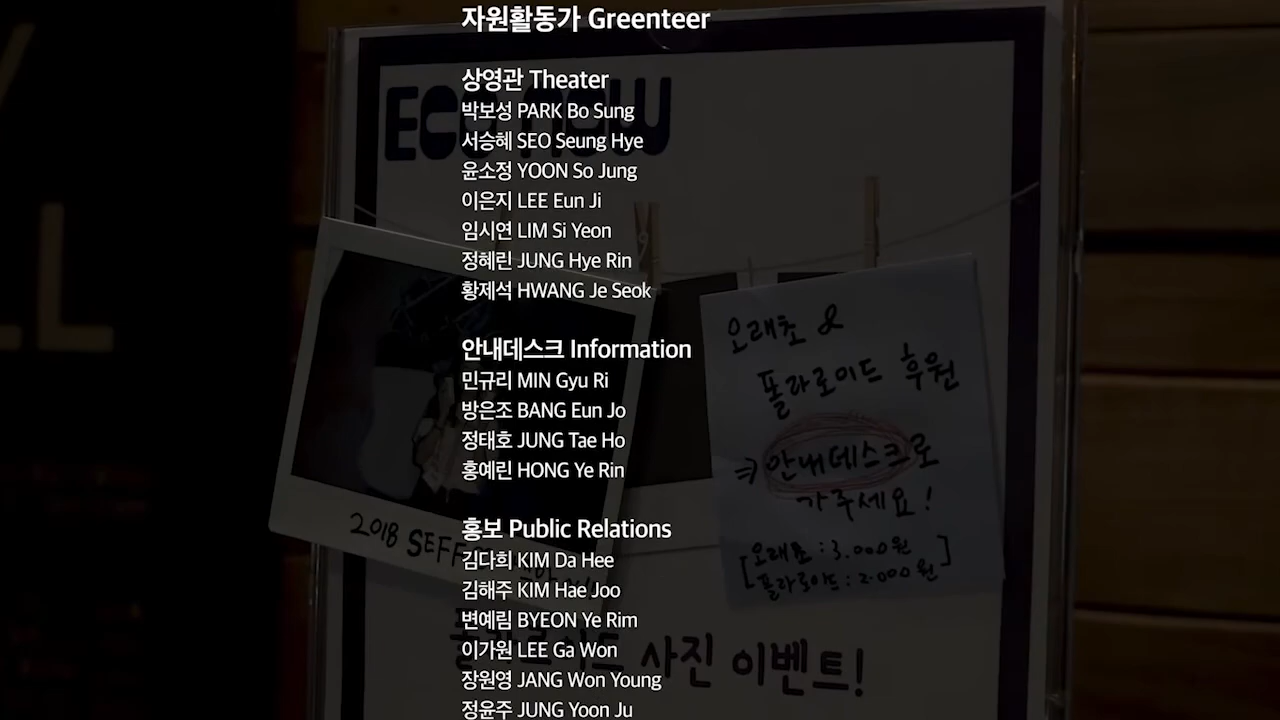 자원활동가 Greenteer
상영관 Theater
박보성 PARK Bo Sung
서승혜 SEO Seung Hye
윤소정 YOON So Jung
이은지 LEE Eun Ji
임시연 LIM Si Yeon
정혜린 JUNG Hye Rin
황제석 HWANG Je Seok
안내데스크 Information
민규리 MIN Gyu Ri
방은조 BANG Eun Jo
정태호 JUNG Tae Ho
홍예린 HONG Ye Rin
홍보 Public Relations
김다희 KIM Da Hee
김해주 KIM Hae Joo
변예림 BYEON Ye Rim
이가원 LEE Ga Won
장원영 JANG Won Young
정윤주 JUNG Yoon Ju
오래초 &
폴라로이드 후원
⇒ 안내데스크로
가주세요!
[오래초 : 3.000원
폴라로이드 : 2.000원]
2018
사진 이벤트!